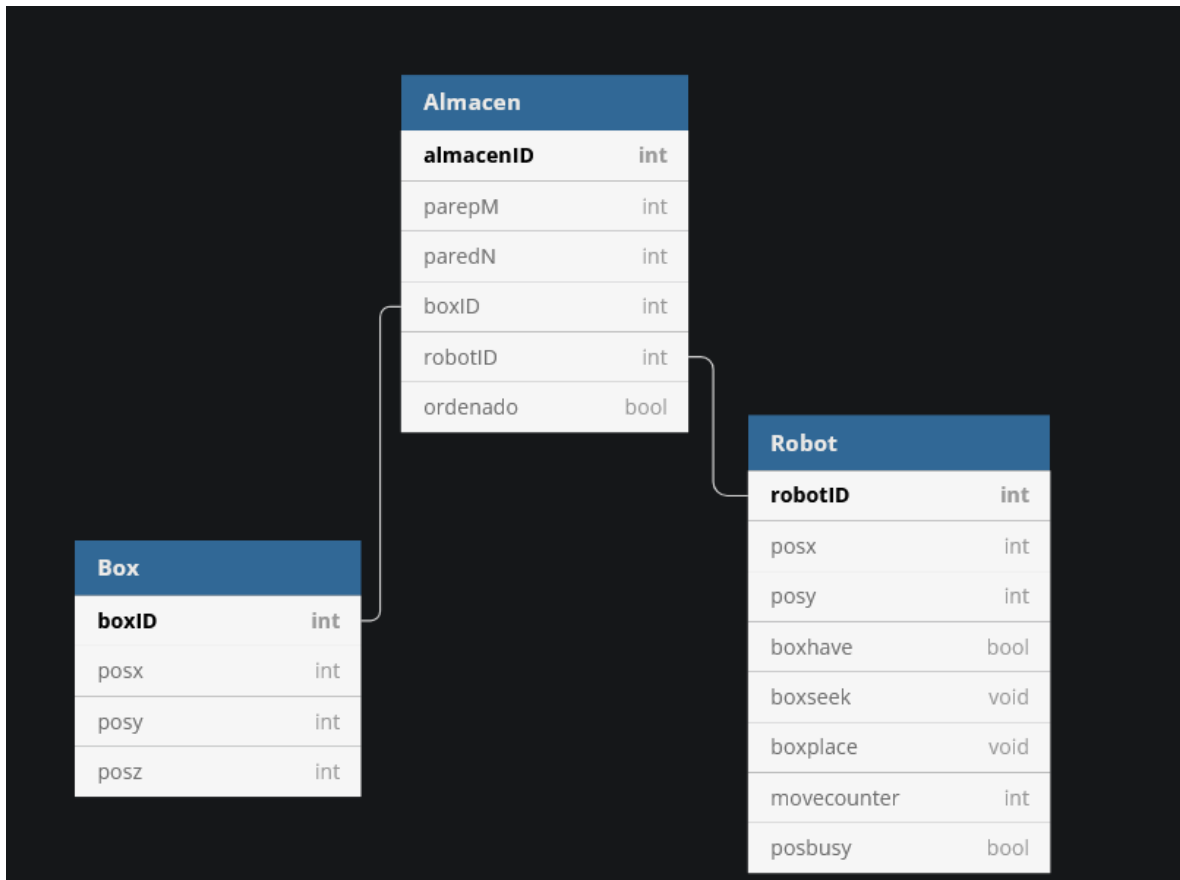 Almacen
almacenID int
parepM int
paredN int
boxID int
robotID int
ordenado bool
Robot
robotID int
posx int
posy int
boxhave bool
boxseek void
boxplace void
movecounter int
posbusy bool
Box
boxID int
posx int
posy int
posz int